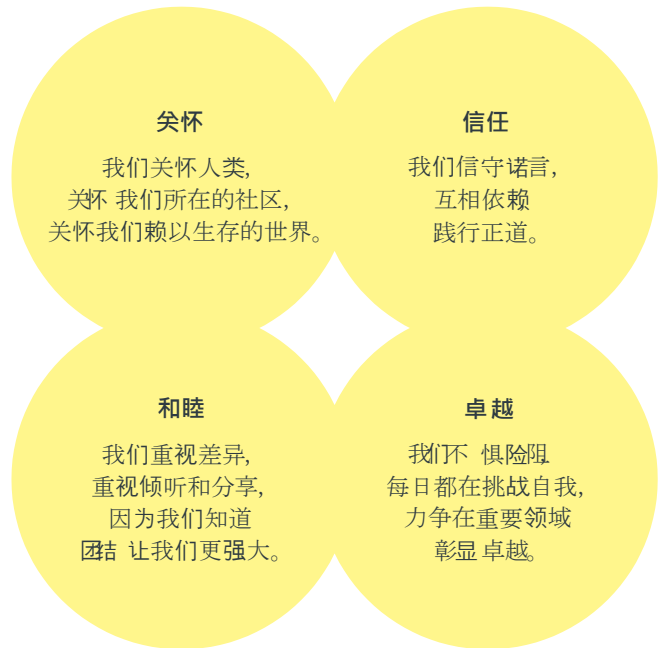 关怀
我们关怀人类,
关怀 我们所在的社区,
关怀我们赖以生存的世界。
信任
我们信守诺言,
互相依赖
践行正道。
和睦
我们重视差异,
重视倾听和分享,
因为我们知道
团结 让我们更强大。
卓越
我们不 惧险阻,
每日都在挑战自我,
力争在重要领域
彰显 卓越。